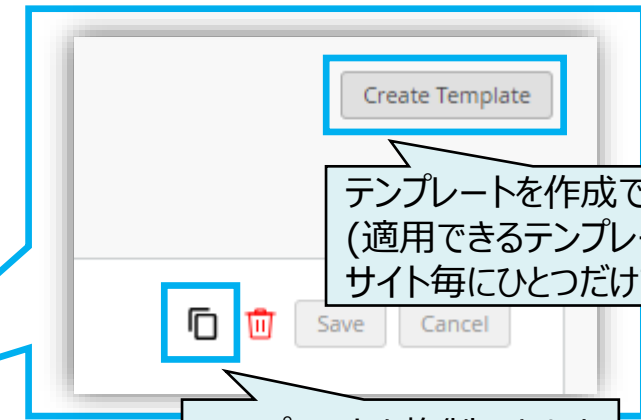 Create Template
テンプレートを作成で
(適用できるテンプレ
サイト毎にひとつだけ
Save Cancel